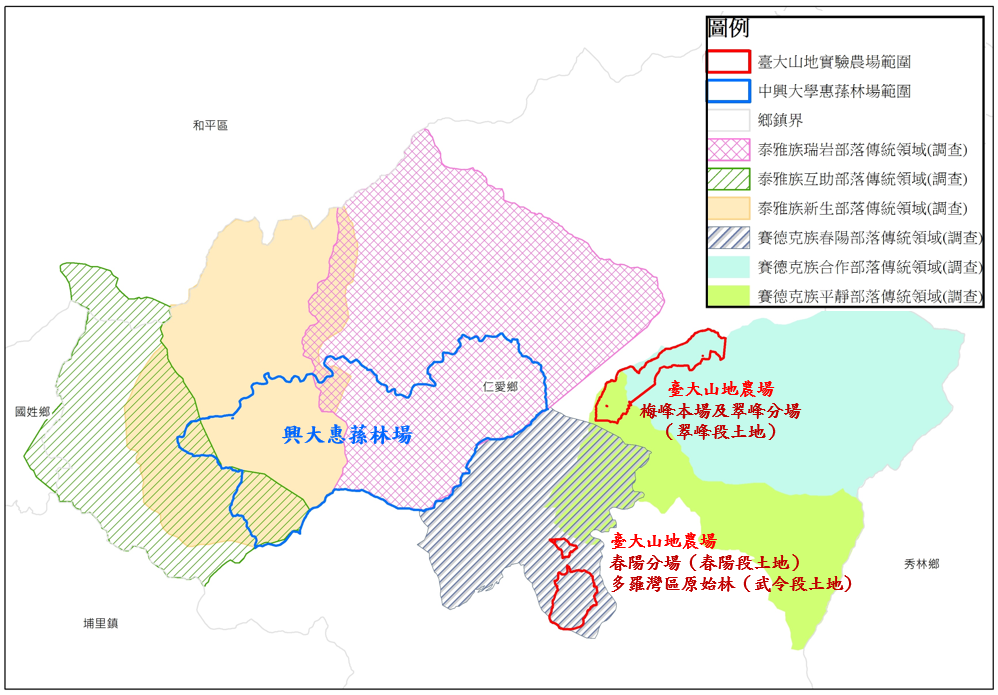 圖例
臺大山地實驗農場範圍
中興大學惠蓀林場範圍
鄉鎮界
泰雅族瑞岩部落傳統領域(調查)
泰雅族互助部落傳統領域(調查)
泰雅族新生部落傳統領域(調查)
賽德克族春陽部落傳統領域(調查)
賽德克族合作部落傳統領域(調查)
賽德克族平靜部落傳統領域(調查)
和平區
仁愛鄉
臺大山地農場
梅峰本場及翠峰分場
（翠峰段土地）
國姓鄉
興大惠蓀林場
臺大山地農場
春陽分場（春陽段土地）
多羅灣區原始林（武令段土地）
秀林鄉
埔里鎮